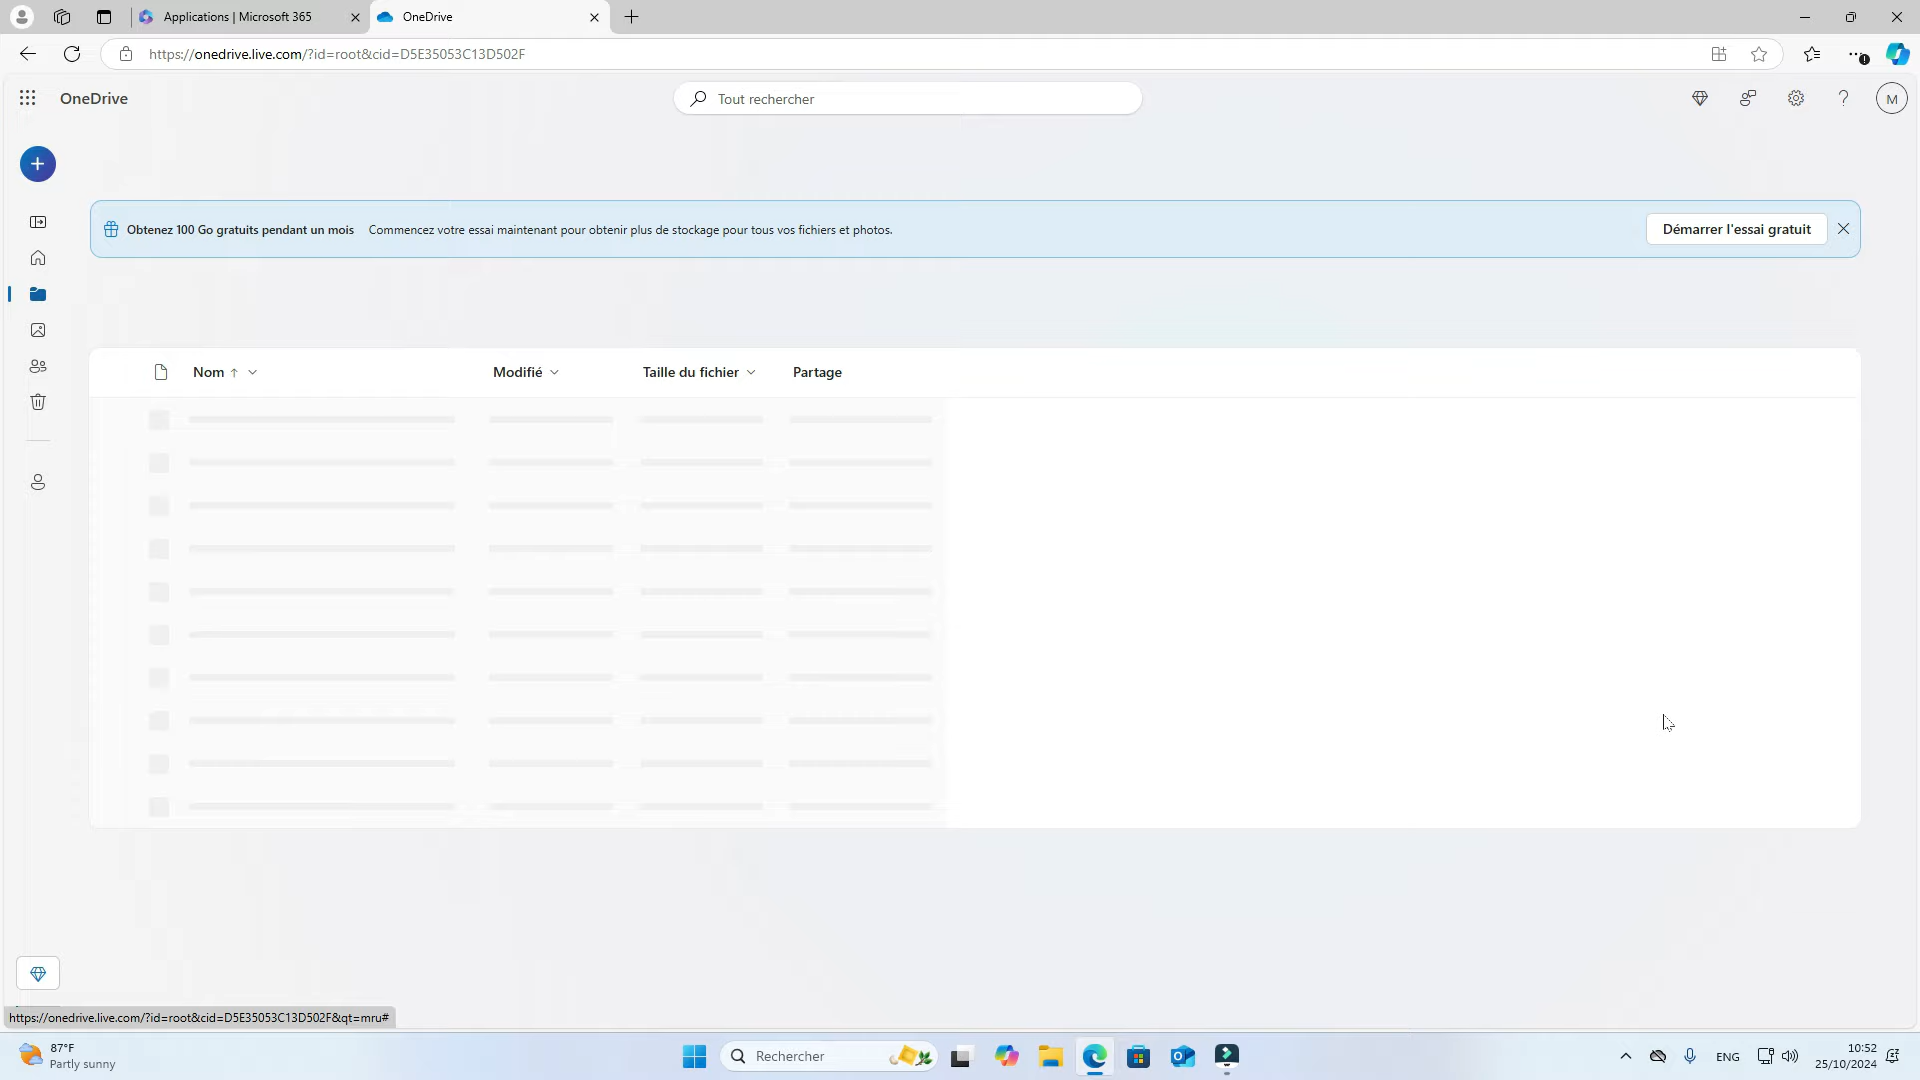 Applications | Microsoft 365
OneDrive
https://onedrive.live.com/?id=root&cid=D5E35053C13D502F
OneDrive
Tout rechercher
M
Obtenez 100 Go gratuits pendant un mois Commencez votre essai maintenant pour obtenir plus de stockage pour tous vos fichiers et photos.
Démarrer l'essai gratuit
Nom Modifié Taille du fichier Partage
https://onedrive.live.com/?id=root&cid=D5E35053C13D502F&qt=mru#
87°F
Partly sunny
Rechercher
ENG
10:52
25/10/2024